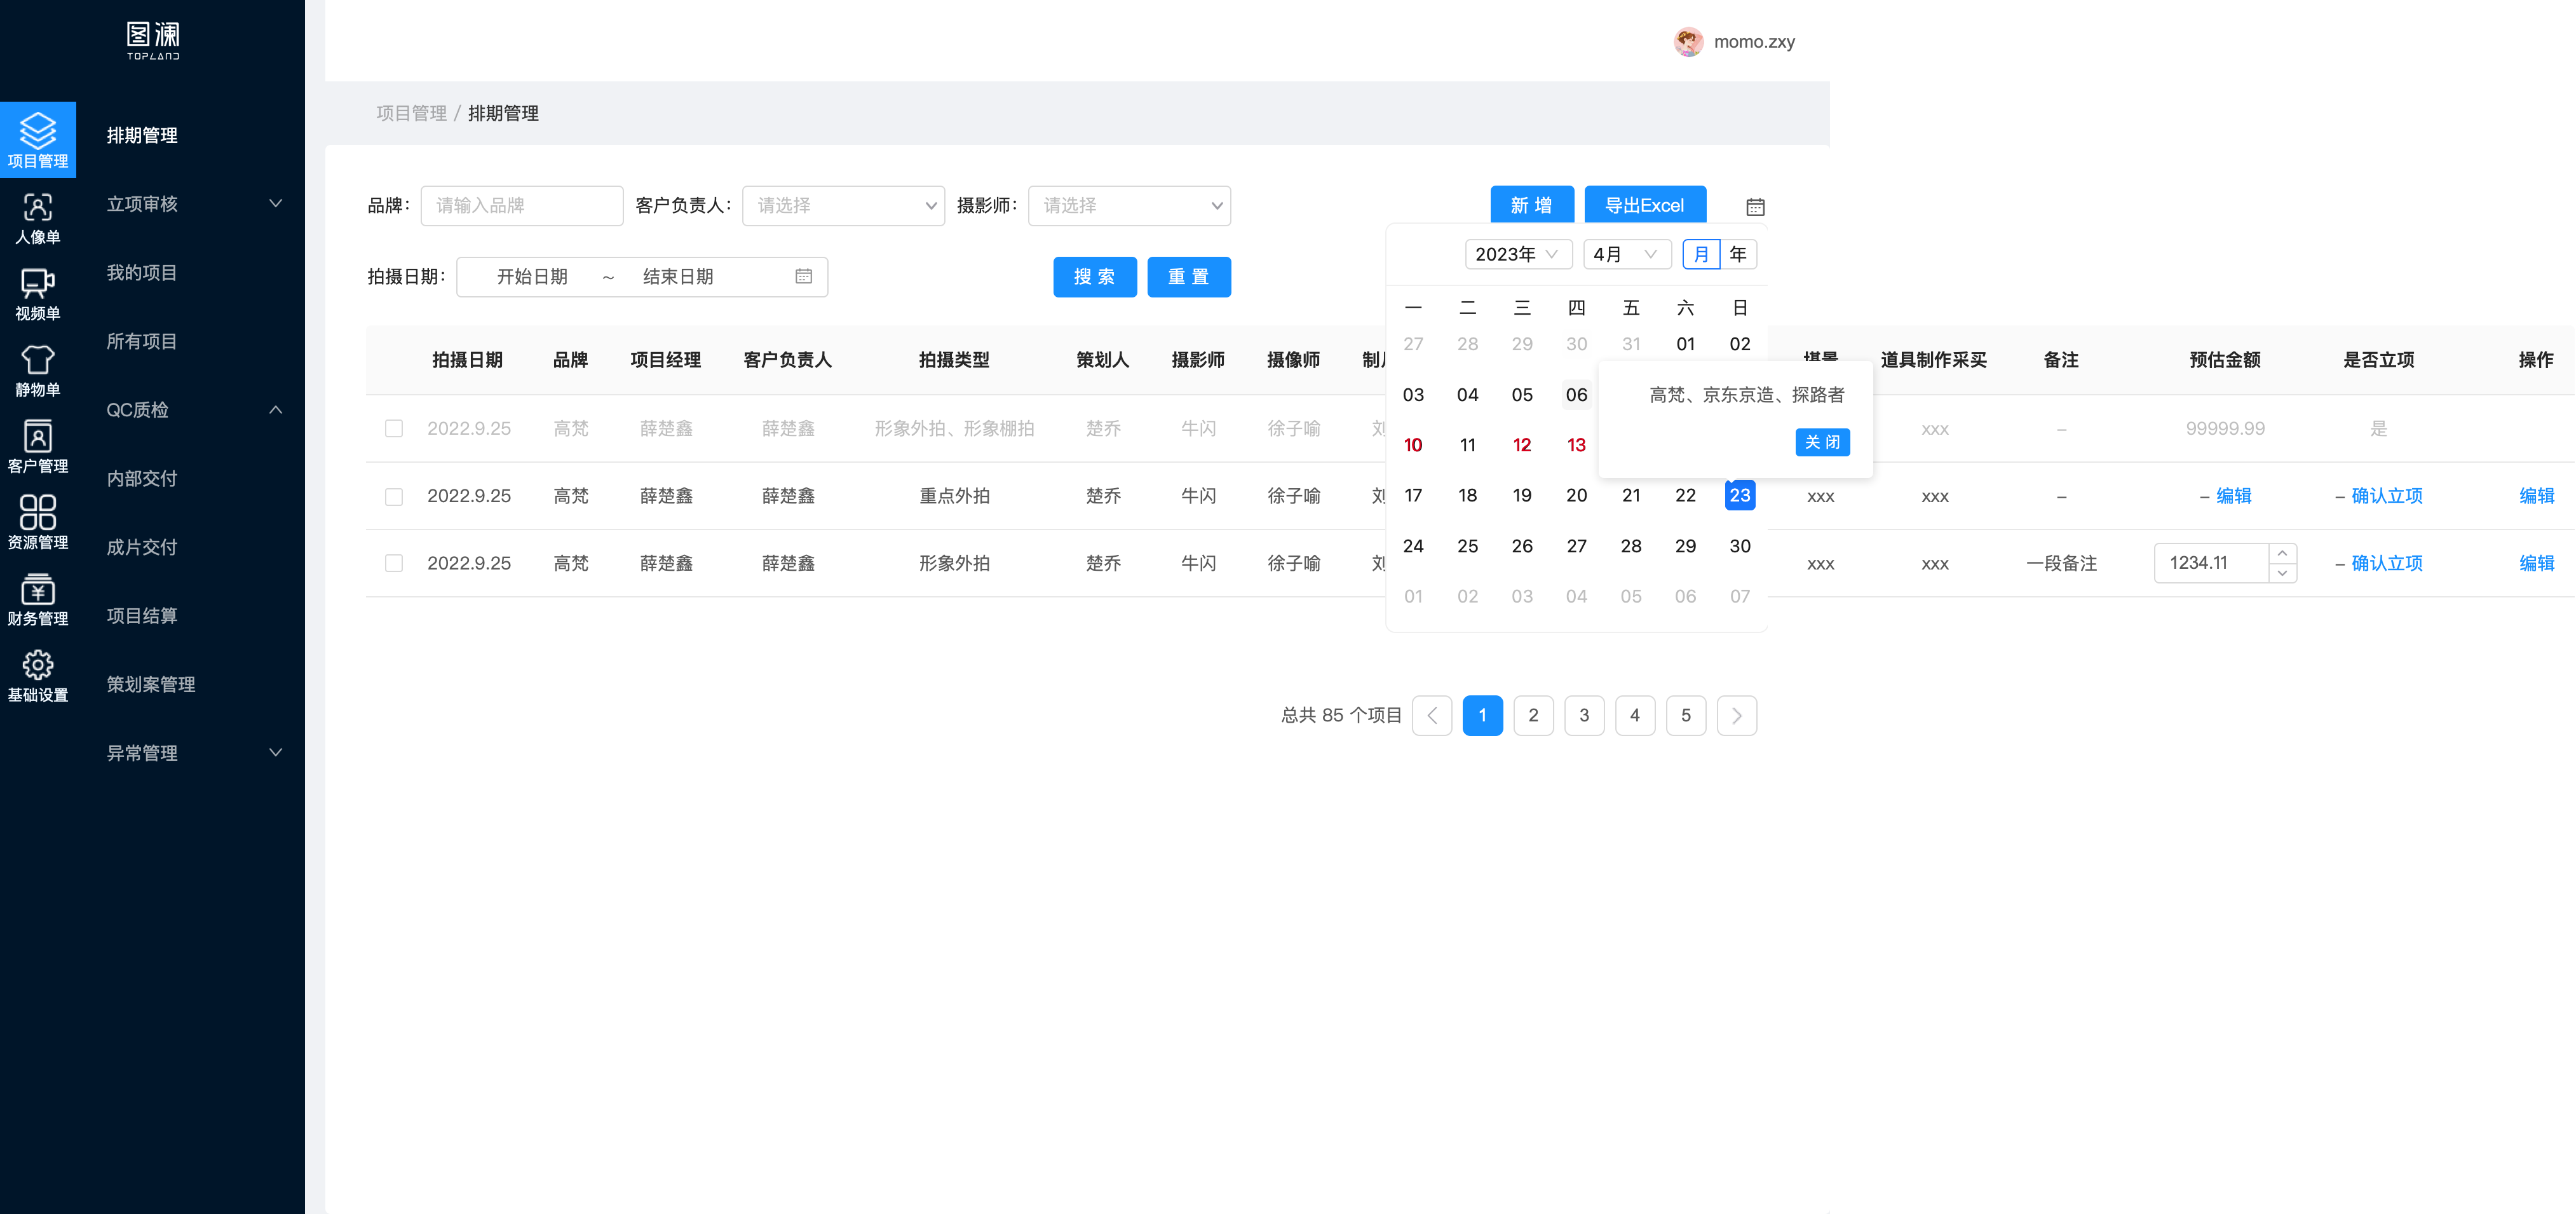 图澜
TOPLAND
momo.zxy
项目管理
人像单
视频单
静物单
客户管理
资源管理
财务管理
基础设置
排期管理
立项审核
我的项目
所有项目
QC质检
内部交付
成片交付
项目结算
策划案管理
异常管理
项目管理 / 排期管理
品牌： 请输入品牌 客户负责人： 请选择 摄影师： 请选择
新 增 导出Excel
拍摄日期： 开始日期 ~ 结束日期 搜 索 重 置
2023年 4月 月 年
一 二 三 四 五 六 日
27 28 29 30 31 01 02
03 04 05 06
10 11 12 13
17 18 19 20 21 22 23
24 25 26 27 28 29 30
01 02 03 04 05 06 07
高梵、京东京造、探路者
关 闭
拍摄日期 品牌 项目经理 客户负责人 拍摄类型 策划人 摄影师 摄像师 道具制作采买 备注 预估金额 是否立项 操作
2022.9.25 高梵 薛楚鑫 薛楚鑫 形象外拍、形象棚拍 楚乔 牛闪 徐子喻 刘 xxx – 99999.99 是
2022.9.25 高梵 薛楚鑫 薛楚鑫 重点外拍 楚乔 牛闪 徐子喻 刘 xxx xxx – – 编辑 – 确认立项 编辑
2022.9.25 高梵 薛楚鑫 薛楚鑫 形象外拍 楚乔 牛闪 徐子喻 刘 xxx xxx 一段备注 1234.11 – 确认立项 编辑
总共 85 个项目 1 2 3 4 5